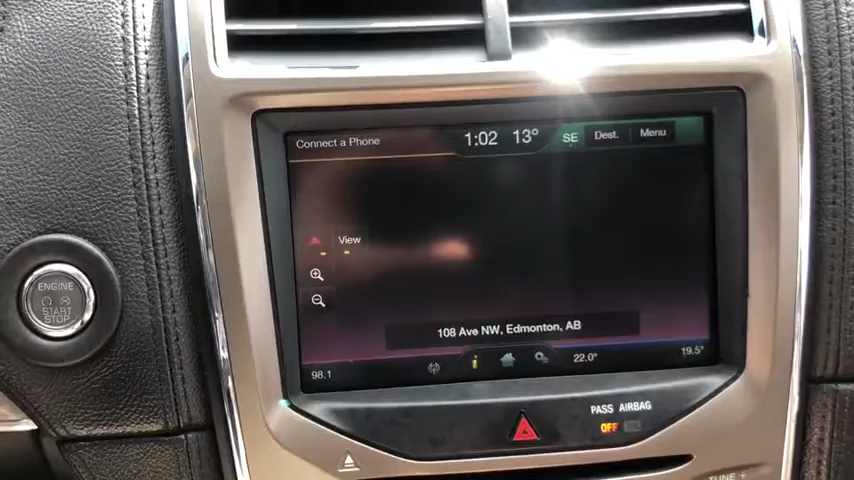 Connect a Phone
1:02 13° SE Dest. Menu
View
ENGINE
START
STOP
108 Ave NW, Edmonton, AB
98.1 i 22.0° 19.5°
PASS AIRBAG
OFF
TUNE +